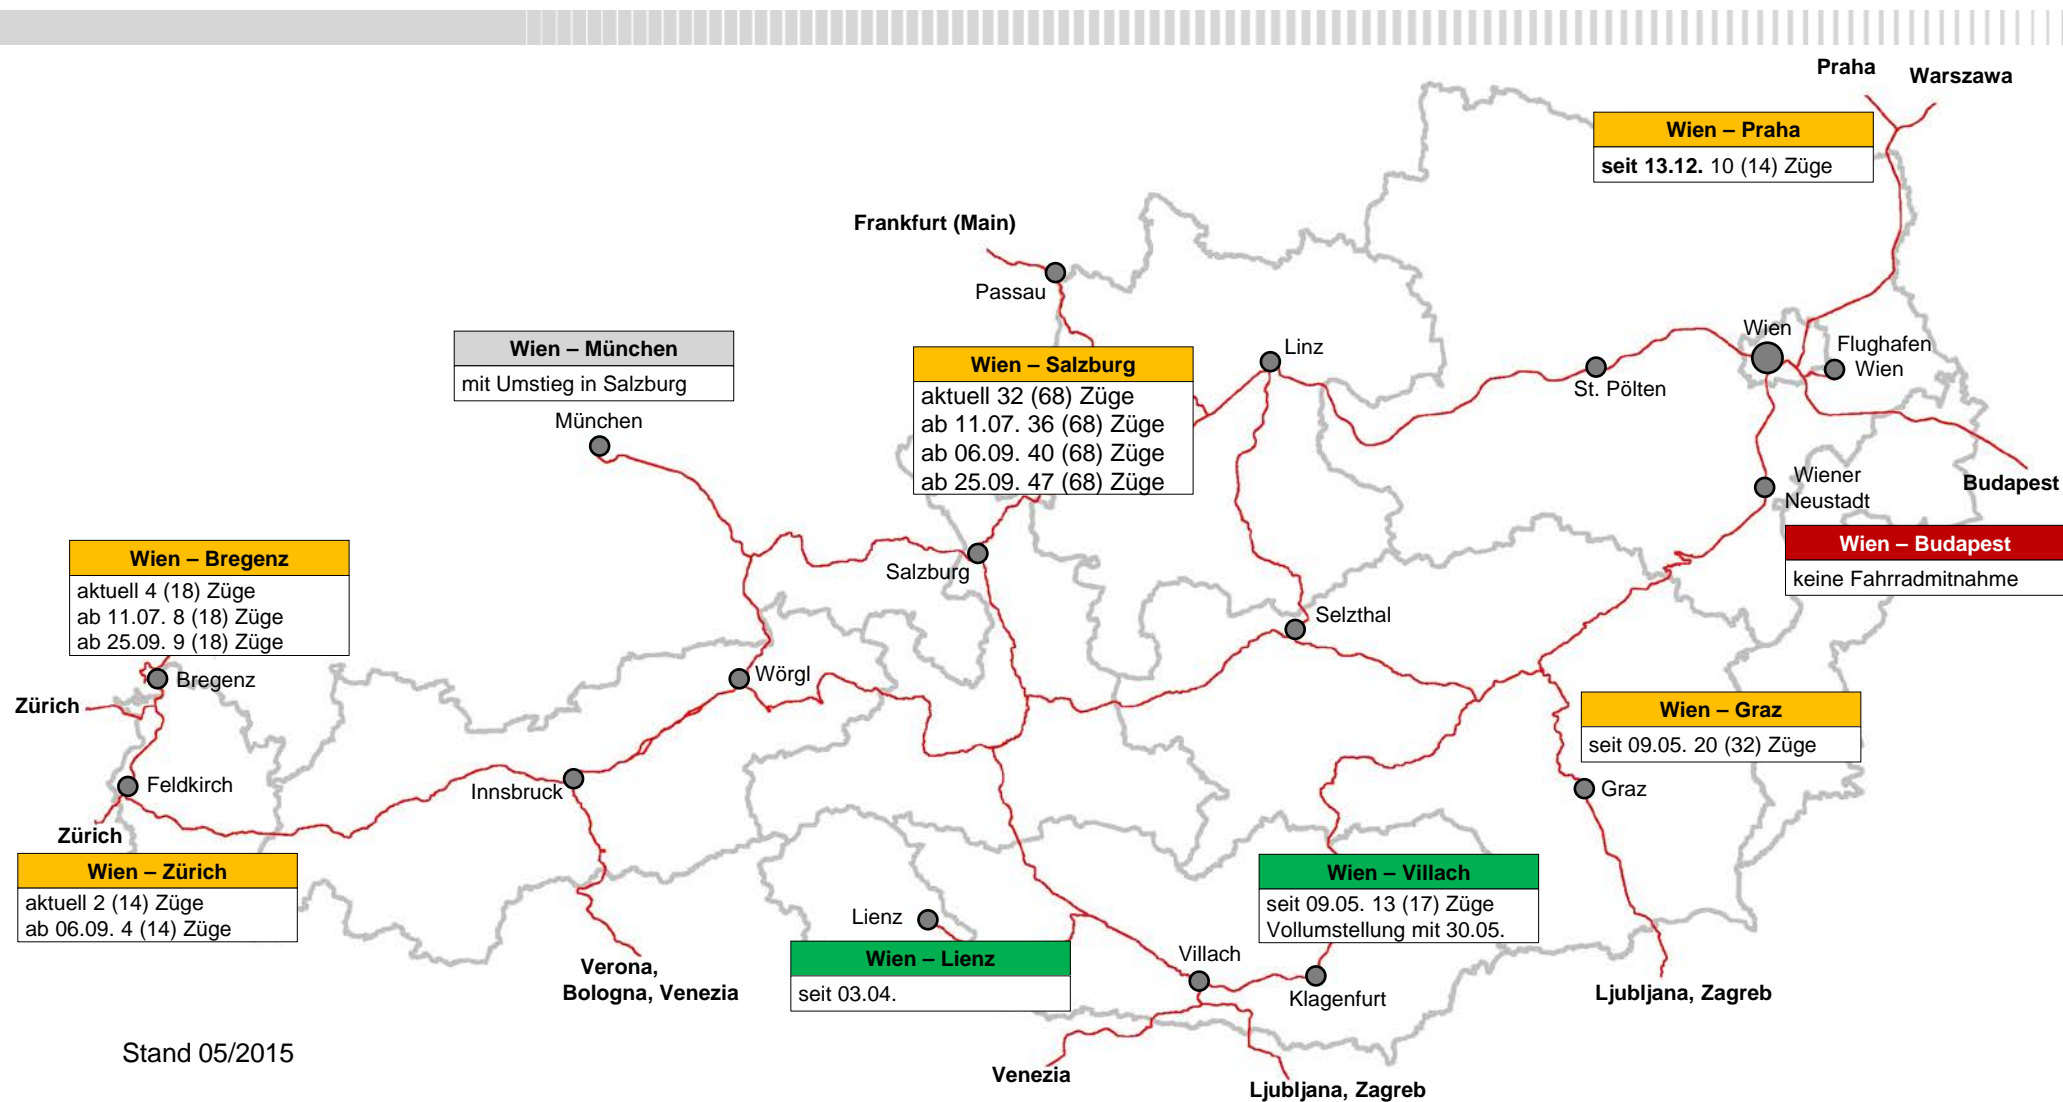 Praha
Warszawa
Wien – Praha
seit 13.12. 10 (14) Züge
Frankfurt (Main)
Passau
Wien – München
mit Umstieg in Salzburg
München
Wien – Salzburg
aktuell 32 (68) Züge
ab 11.07. 36 (68) Züge
ab 06.09. 40 (68) Züge
ab 25.09. 47 (68) Züge
Linz
St. Pölten
Wien
Flughafen
Wien
Wiener
Neustadt
Budapest
Wien – Budapest
keine Fahrradmitnahme
Wien – Bregenz
aktuell 4 (18) Züge
ab 11.07. 8 (18) Züge
ab 25.09. 9 (18) Züge
Bregenz
Zürich
Salzburg
Selzthal
Wörgl
Wien – Graz
seit 09.05. 20 (32) Züge
Graz
Feldkirch
Innsbruck
Zürich
Wien – Zürich
aktuell 2 (14) Züge
ab 06.09. 4 (14) Züge
Wien – Villach
seit 09.05. 13 (17) Züge
Vollumstellung mit 30.05.
Lienz
Wien – Lienz
seit 03.04.
Villach
Klagenfurt
Verona,
Bologna, Venezia
Ljubljana, Zagreb
Stand 05/2015
Venezia
Ljubljana, Zagreb